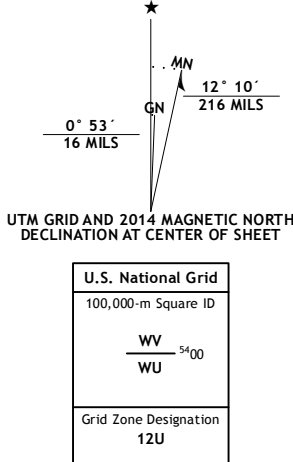 ★
MN
GN
12° 10´
216 MILS
0° 53´
16 MILS
UTM GRID AND 2014 MAGNETIC NORTH
DECLINATION AT CENTER OF SHEET
U.S. National Grid
100,000-m Square ID
WV
5400
WU
Grid Zone Designation
12U